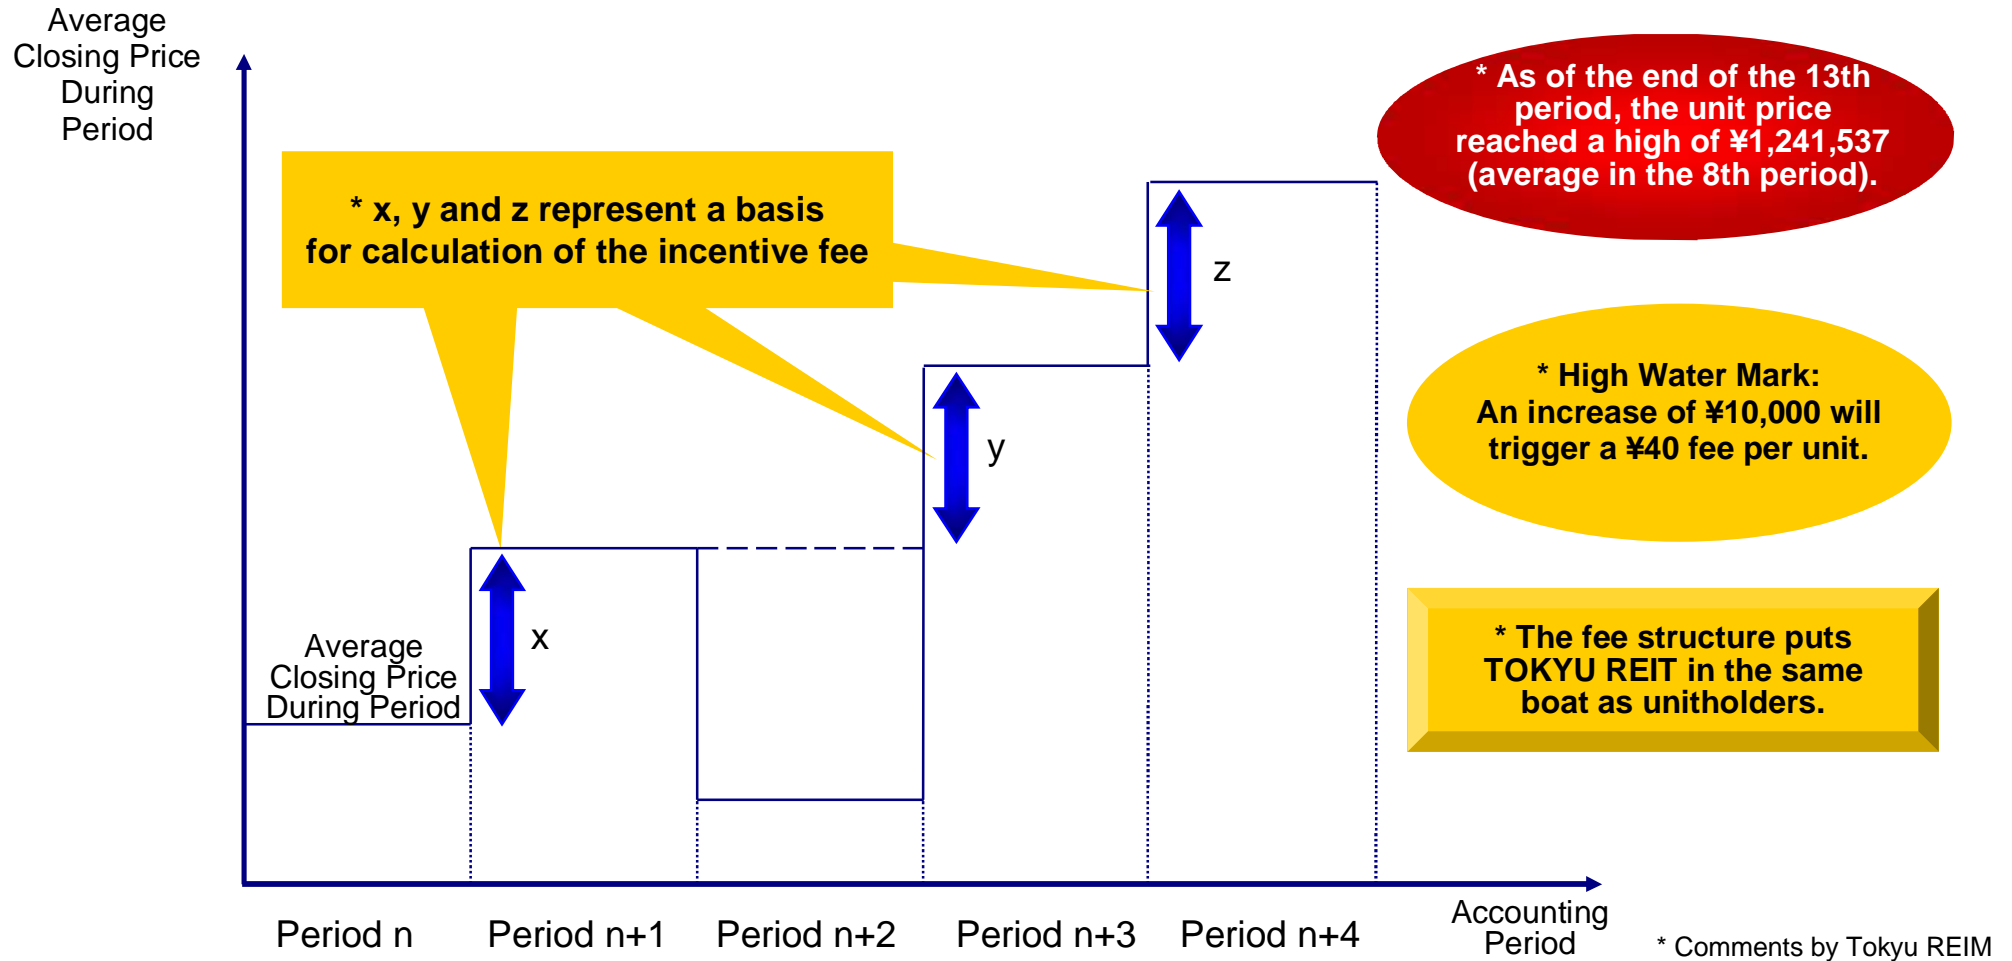 Average
Closing Price
During
Period
* x, y and z represent a basis
for calculation of the incentive fee
* As of the end of the 13th
period, the unit price
reached a high of ¥1,241,537
(average in the 8th period).
z
* High Water Mark:
An increase of ¥10,000 will
trigger a ¥40 fee per unit.
y
x
Average
Closing Price
During Period
* The fee structure puts
TOKYU REIT in the same
boat as unitholders.
Period n
Period n+1
Period n+2
Period n+3
Period n+4
Accounting
Period
* Comments by Tokyu REIM